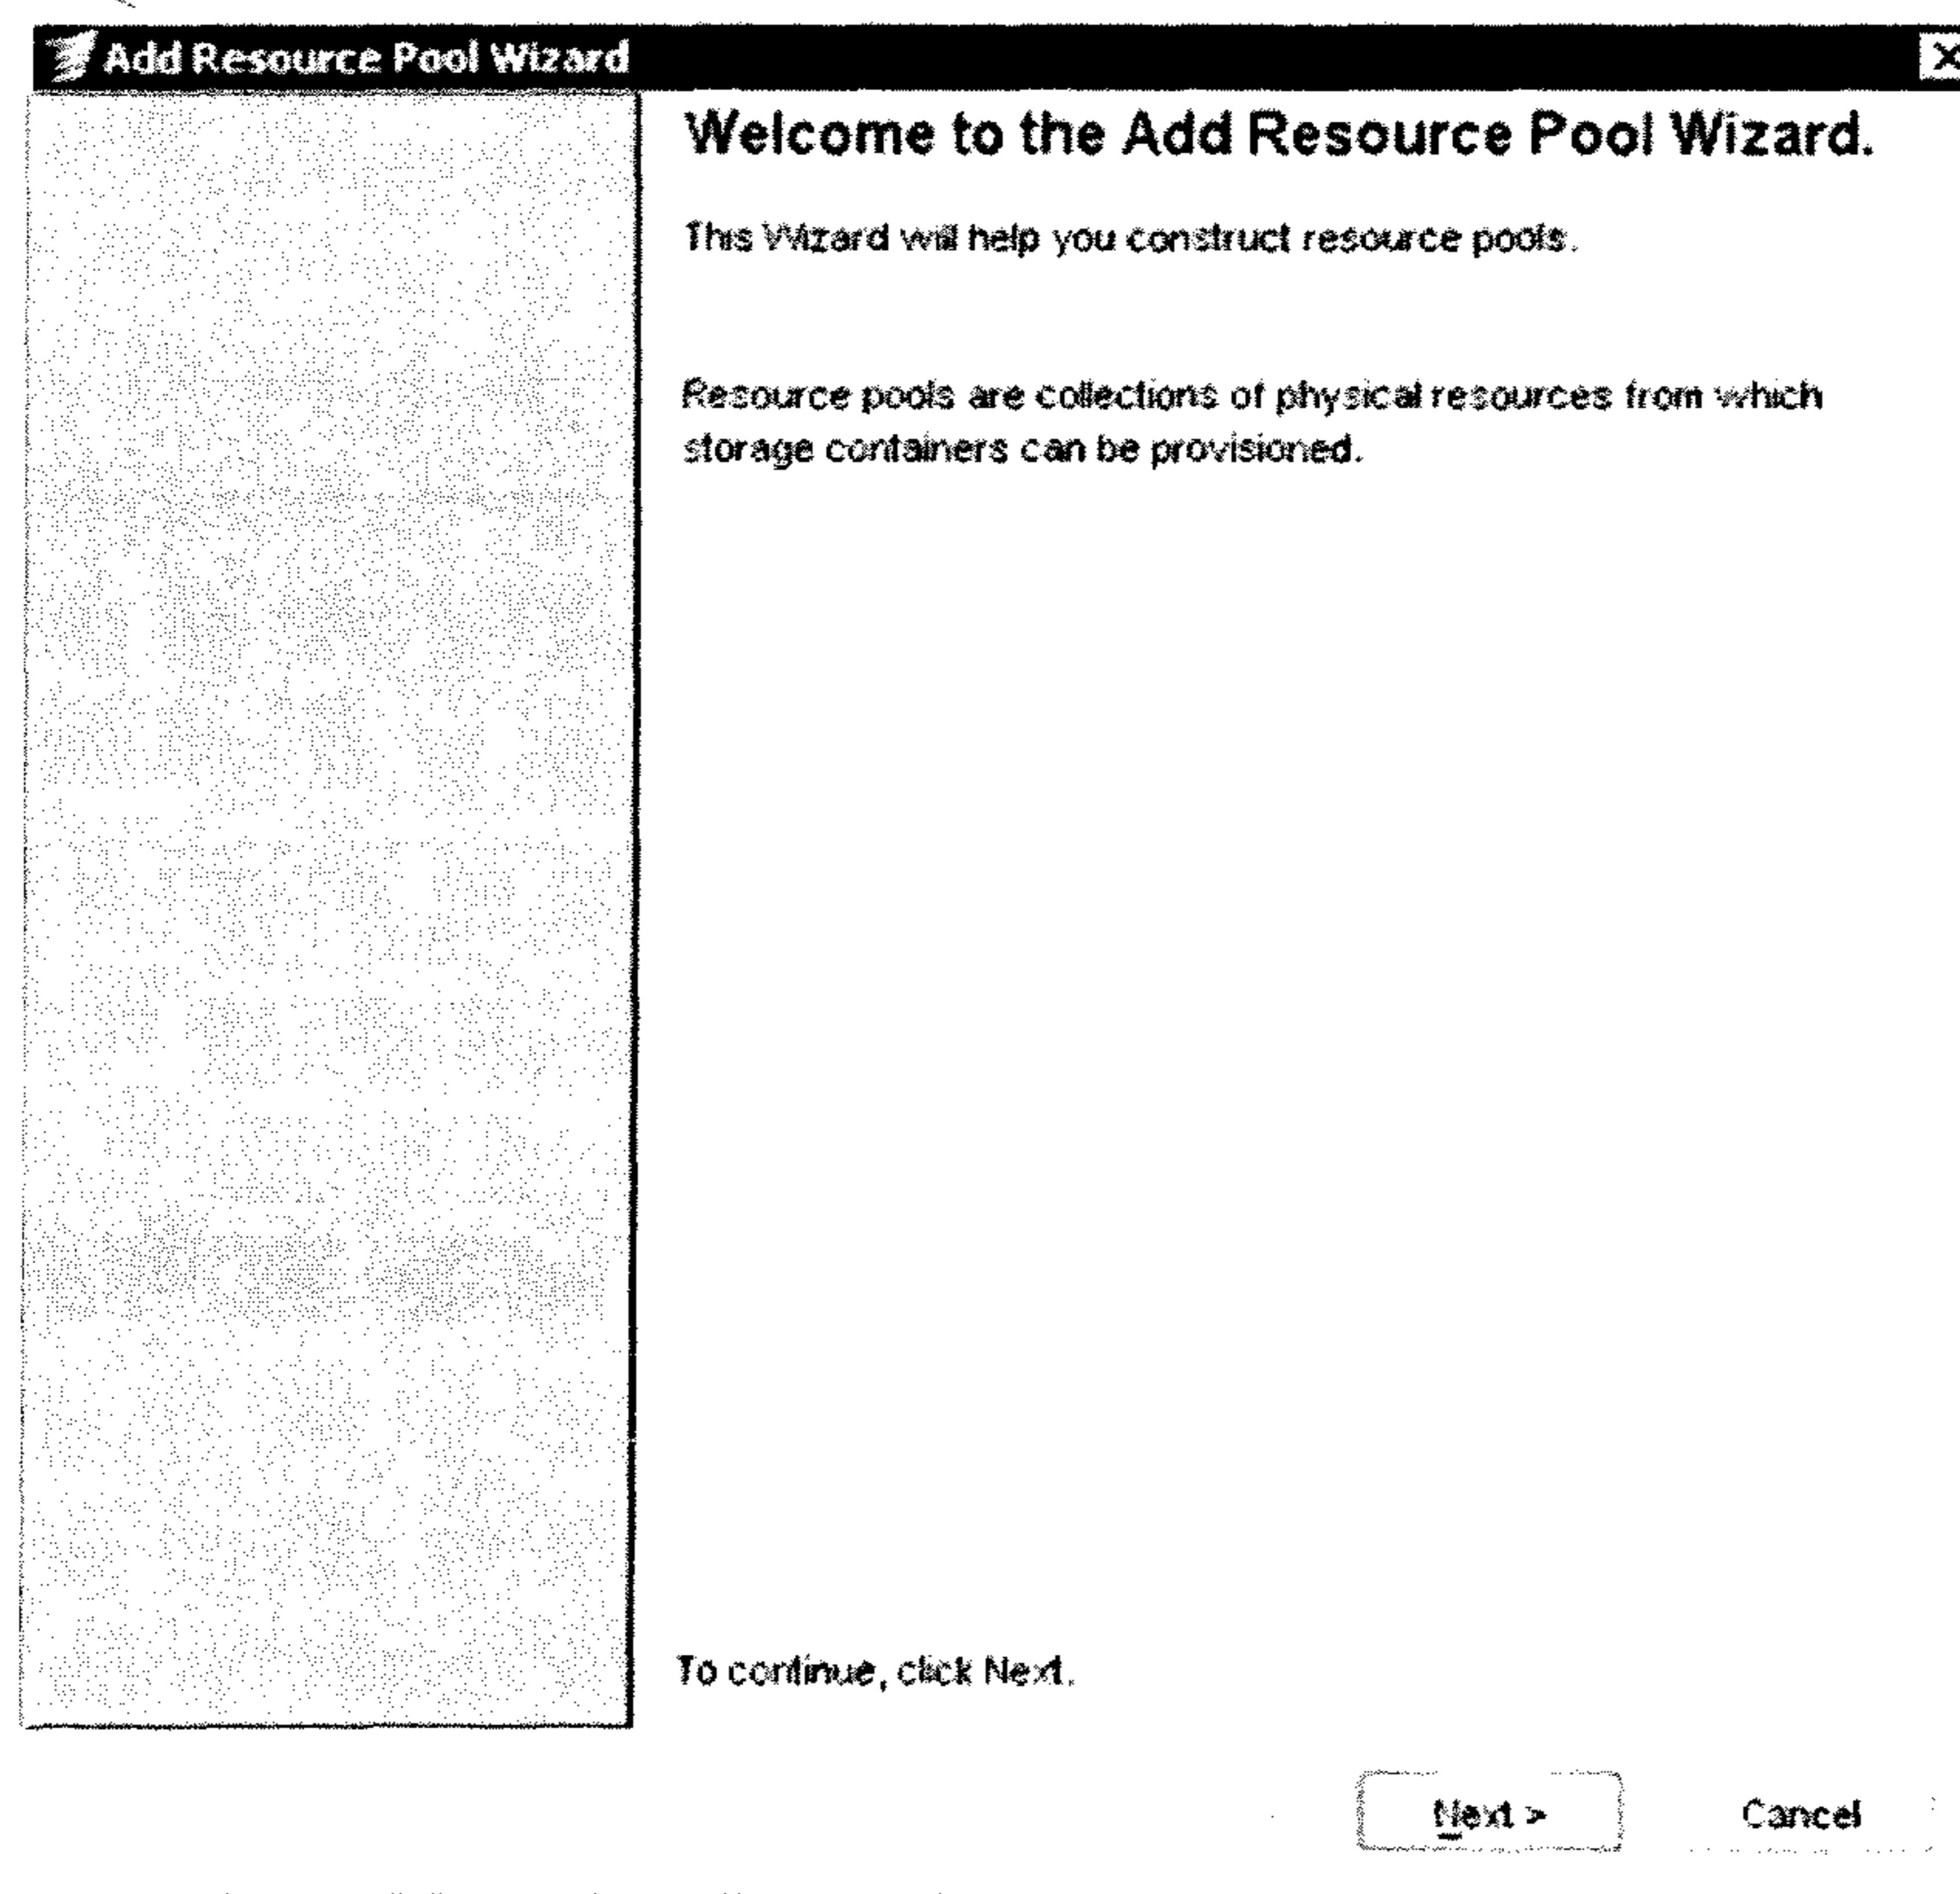 Add Resource Pool Wizard
Welcome to the Add Resource Pool Wizard.
This Wizard will help you construct resource pools.
Resource pools are collections of physical resources from which
storage containers can be provisioned.
To continue, click Next.
Next >
Cancel